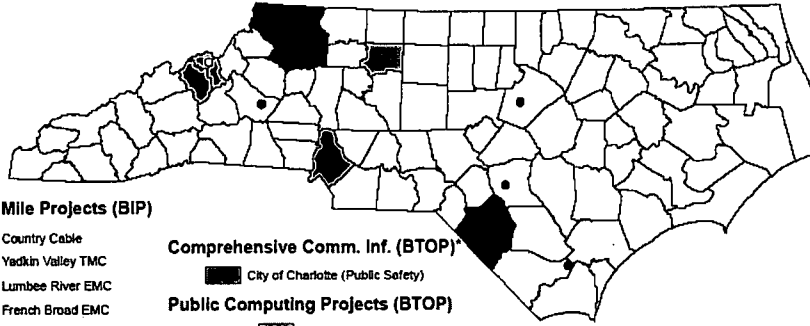 Mile Projects (BIP)
Country Cable
Yadkin Valley TMC
Lumbee River EMC
French Broad EMC
Comprehensive Comm. Inf. (BTOP)*
City of Charlotte (Public Safety)
Public Computing Projects (BTOP)